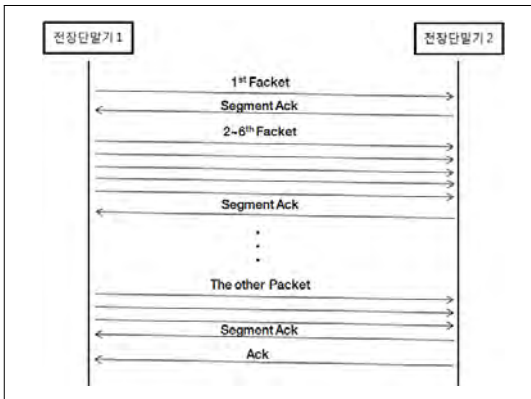 전장단말기 1
전장단말기 2
1st Facket
Segment Ack
2~6th Facket
Segment Ack
The other Packet
Segment Ack
Ack